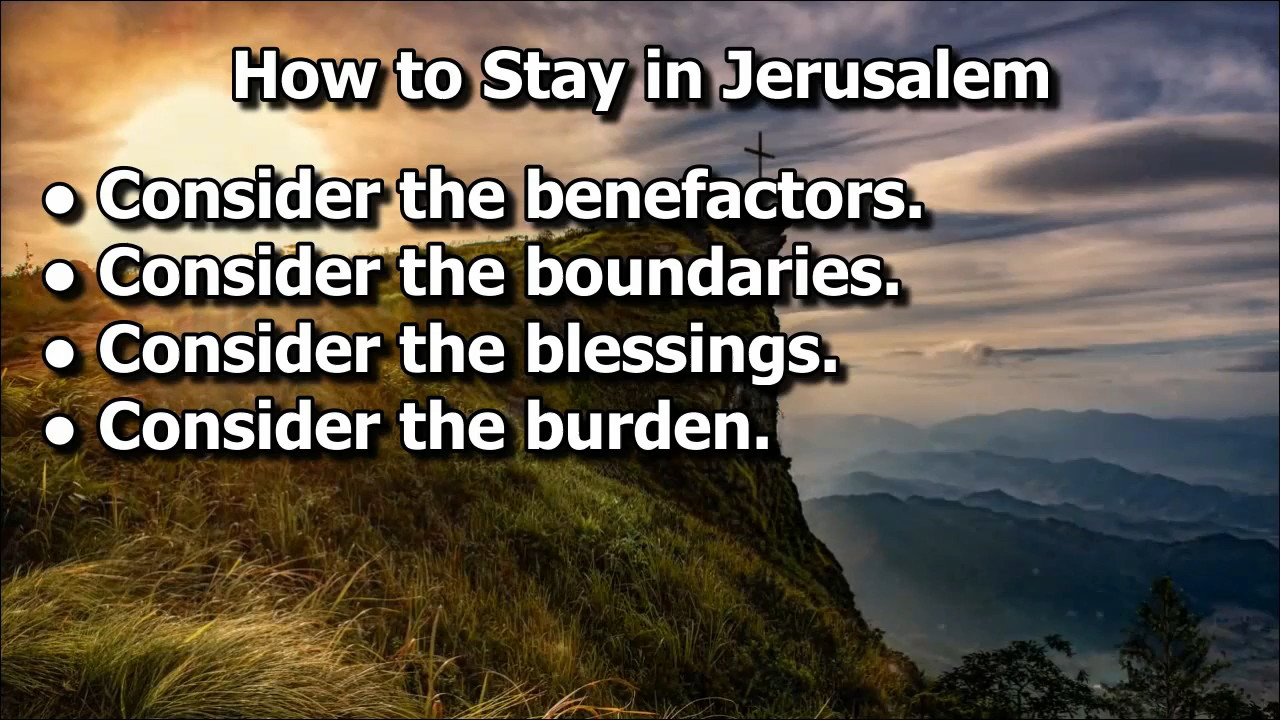 How to Stay in Jerusalem
● Consider the benefactors.
● Consider the boundaries.
● Consider the blessings.
● Consider the burden.